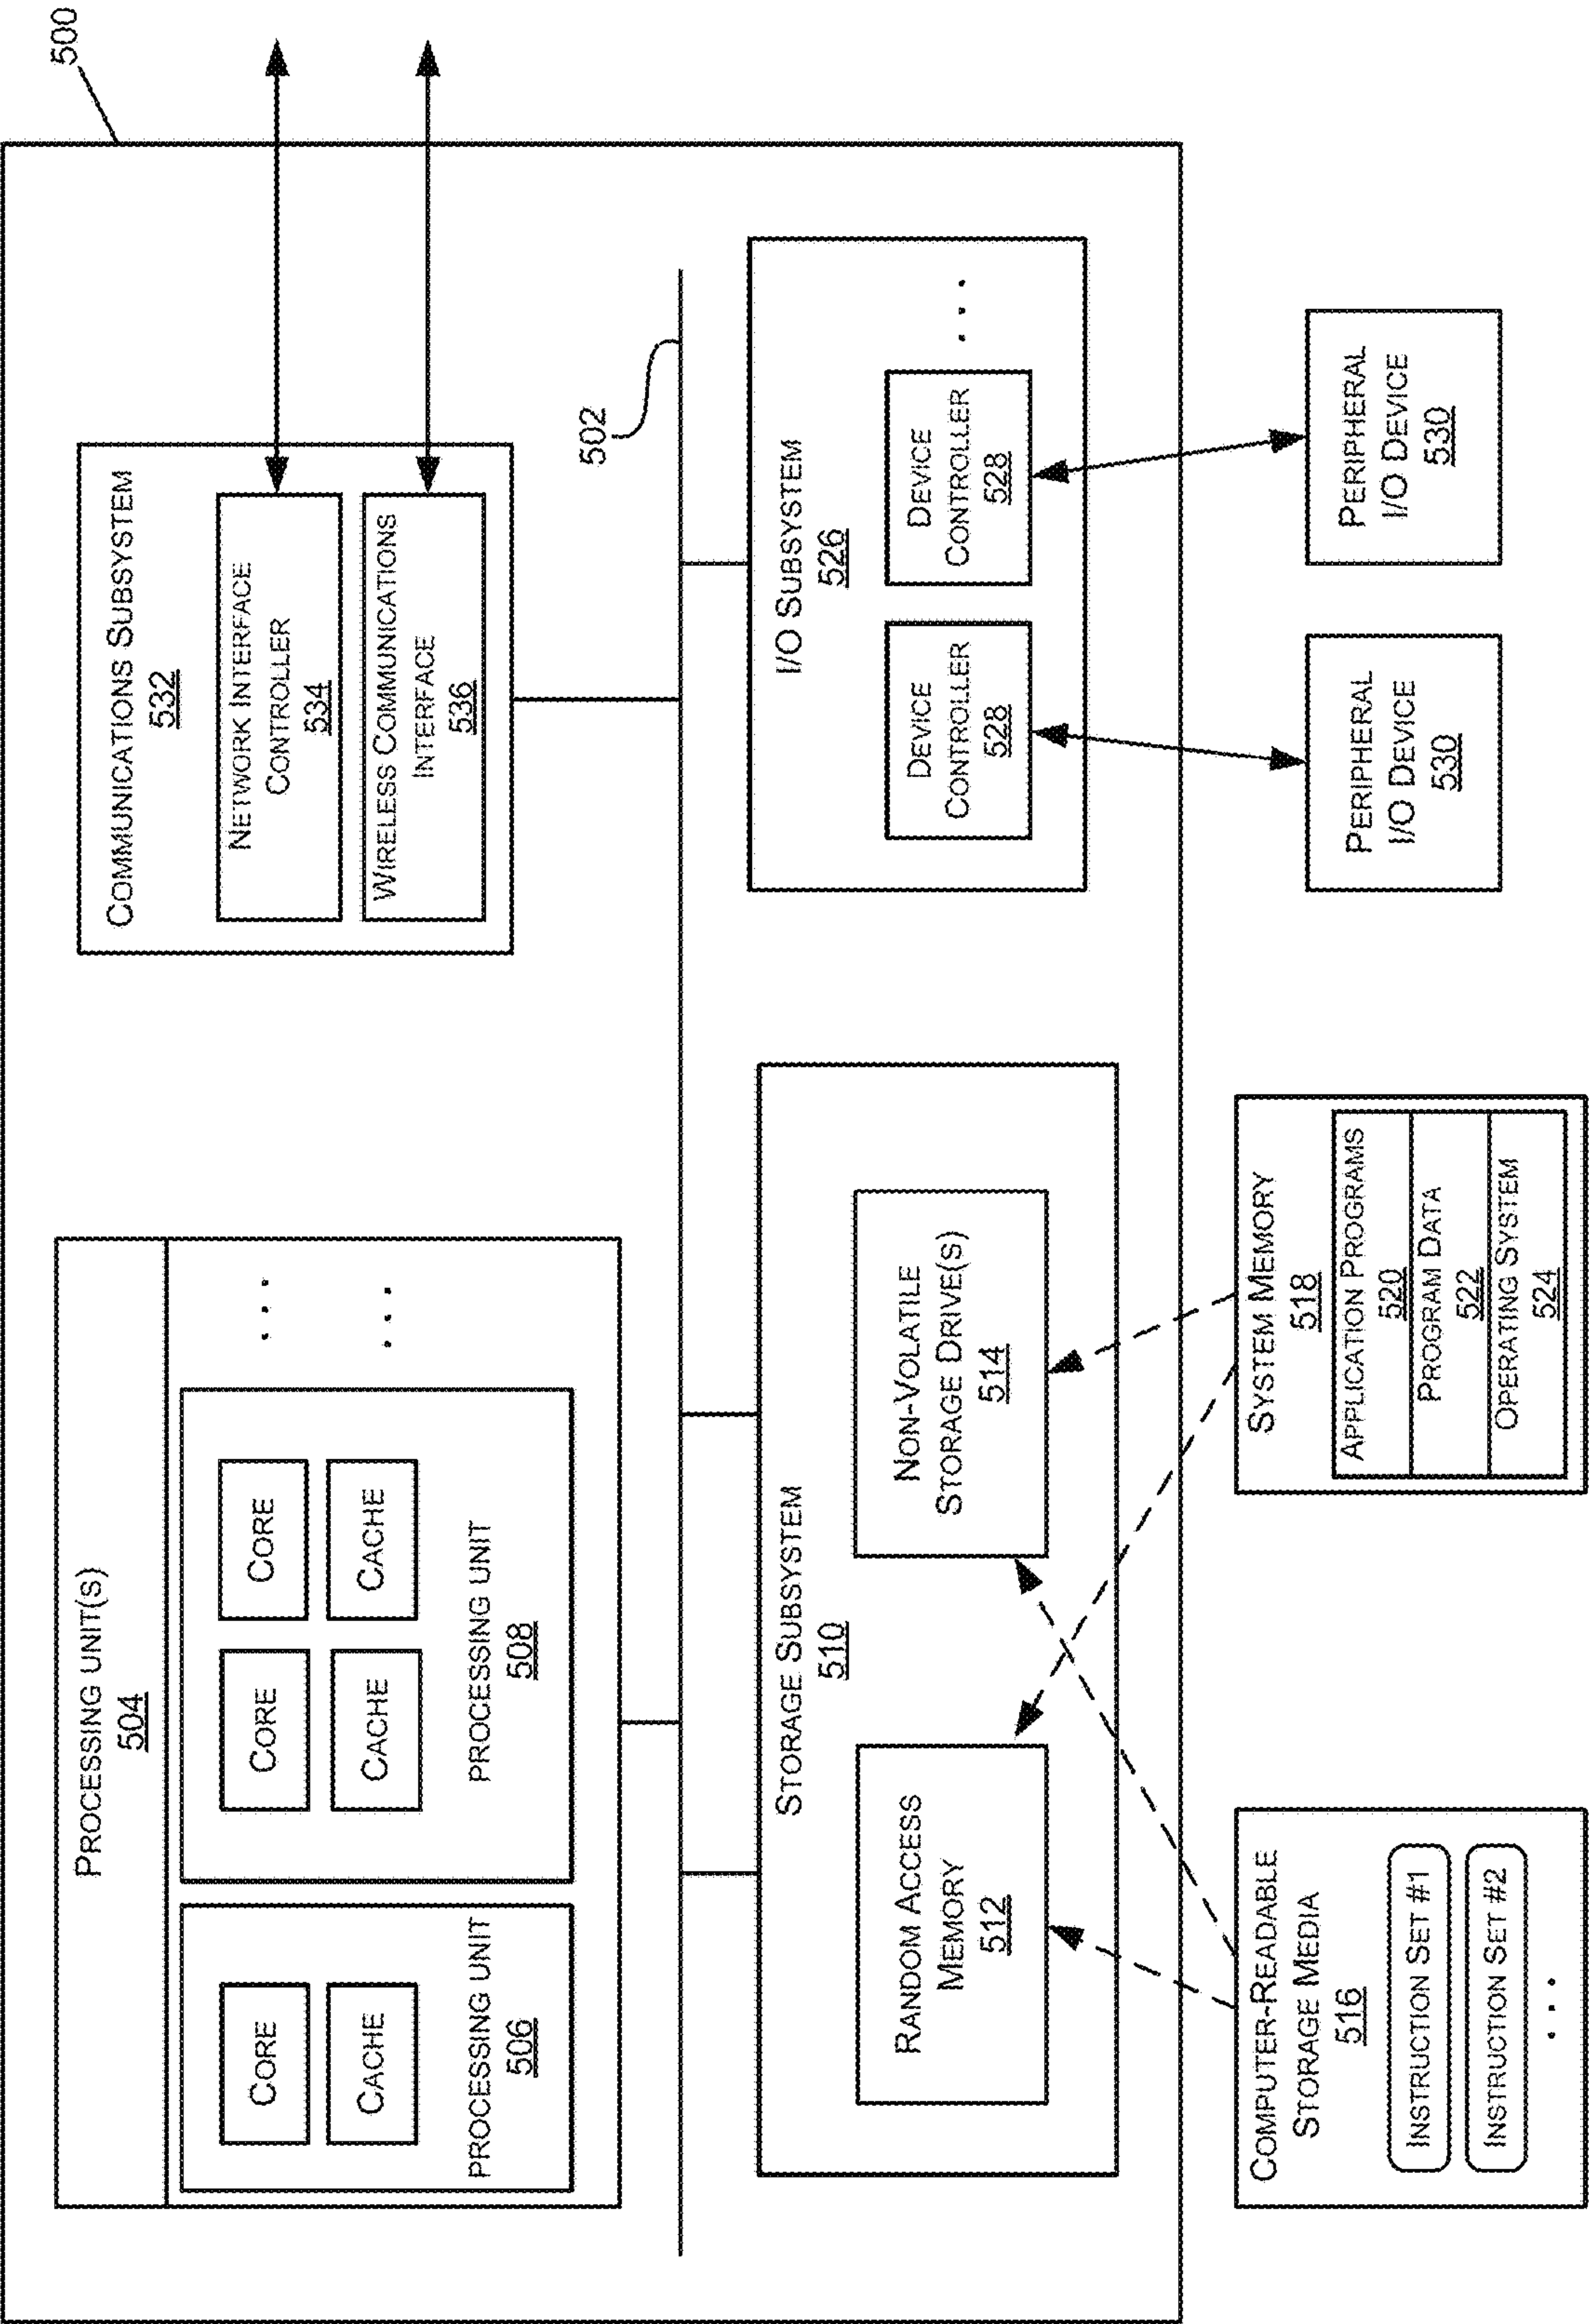 500
PROCESSING UNIT(S)
504
CORE
CACHE
PROCESSING UNIT
506
CORE
CORE
CACHE
CACHE
PROCESSING UNIT
508
. . .
. . .
COMMUNICATIONS SUBSYSTEM
532
NETWORK INTERFACE
CONTROLLER
534
WIRELESS COMMUNICATIONS
INTERFACE
536
502
STORAGE SUBSYSTEM
510
RANDOM ACCESS
MEMORY
512
NON-VOLATILE
STORAGE DRIVE(S)
514
I/O SUBSYSTEM
526
DEVICE
CONTROLLER
528
DEVICE
CONTROLLER
528
. . .
COMPUTER-READABLE
STORAGE MEDIA
516
INSTRUCTION SET #1
INSTRUCTION SET #2
. . .
SYSTEM MEMORY
518
APPLICATION PROGRAMS
520
PROGRAM DATA
522
OPERATING SYSTEM
524
PERIPHERAL
I/O DEVICE
530
PERIPHERAL
I/O DEVICE
530